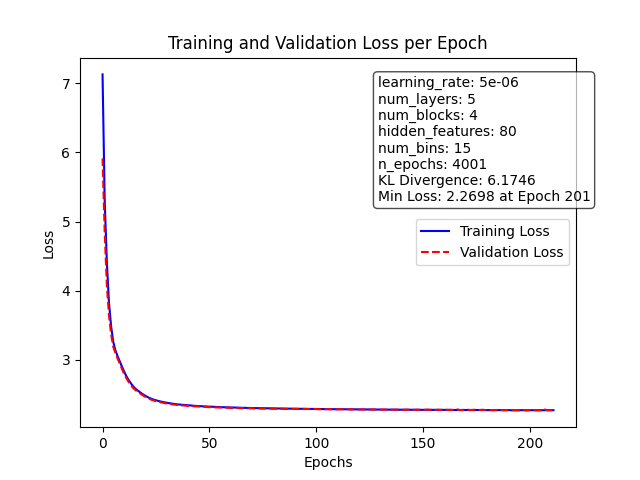 Training and Validation Loss per Epoch
learning_rate: 5e-06
num_layers: 5
num_blocks: 4
hidden_features: 80
num_bins: 15
n_epochs: 4001
KL Divergence: 6.1746
Min Loss: 2.2698 at Epoch 201
Training Loss
Validation Loss
Loss
7
6
5
4
3
0 50 100 150 200
Epochs